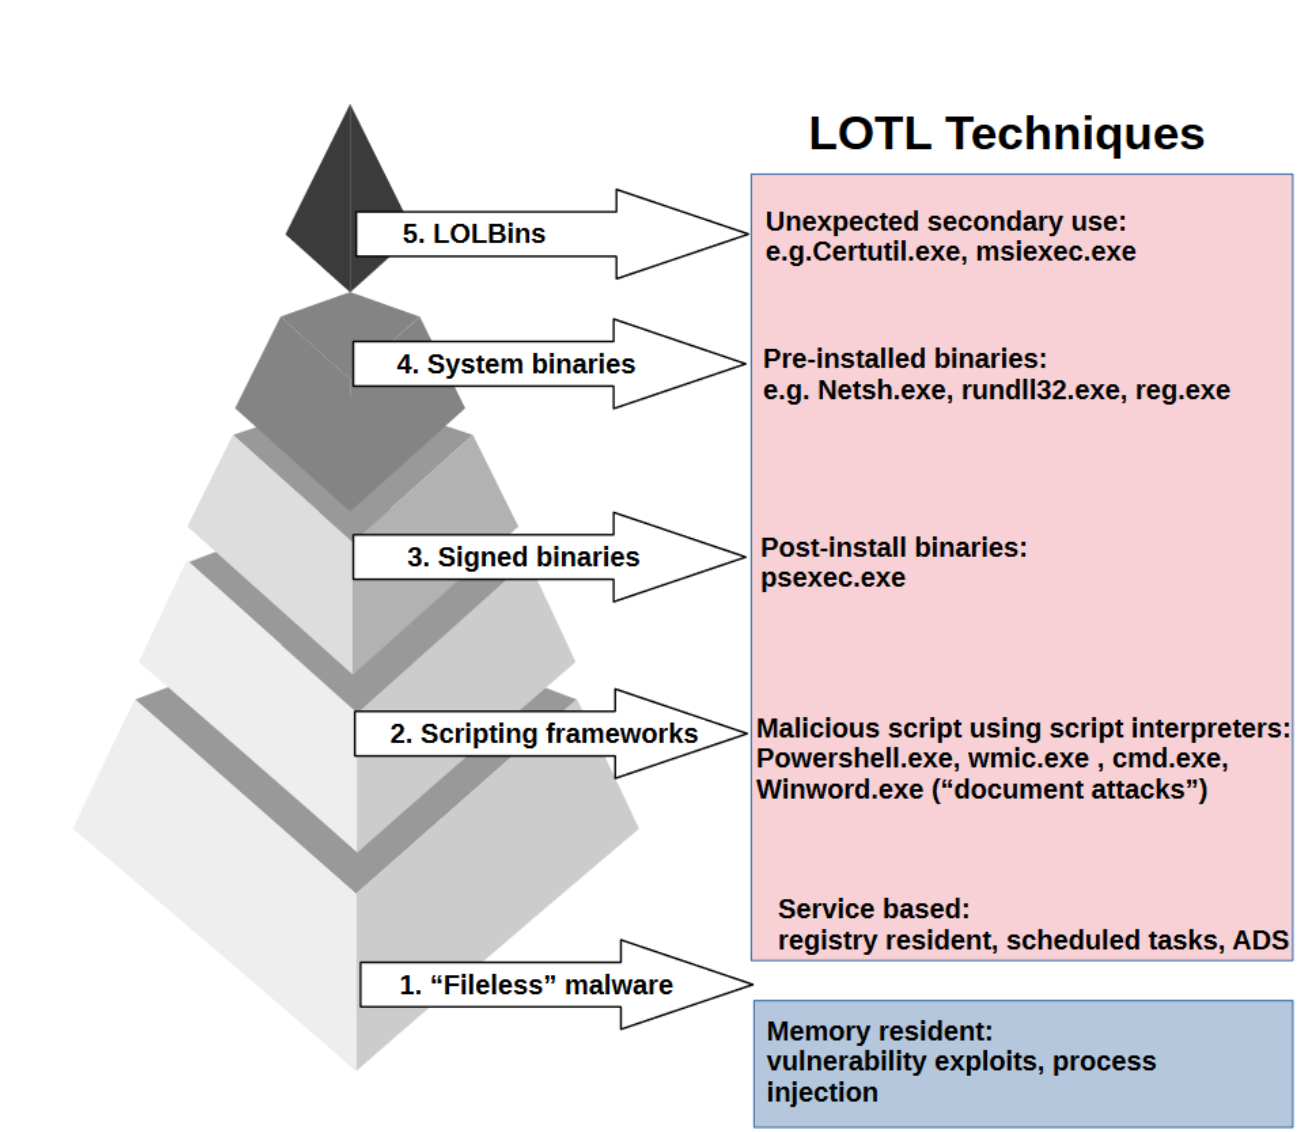 LOTL Techniques
5. LOLBins
Unexpected secondary use:
e.g.Certutil.exe, msiexec.exe
4. System binaries
Pre-installed binaries:
e.g. Netsh.exe, rundll32.exe, reg.exe
3. Signed binaries
Post-install binaries:
psexec.exe
2. Scripting frameworks
Malicious script using script interpreters:
Powershell.exe, wmic.exe , cmd.exe,
Winword.exe (“document attacks”)
Service based:
registry resident, scheduled tasks, ADS
1. “Fileless” malware
Memory resident:
vulnerability exploits, process
injection